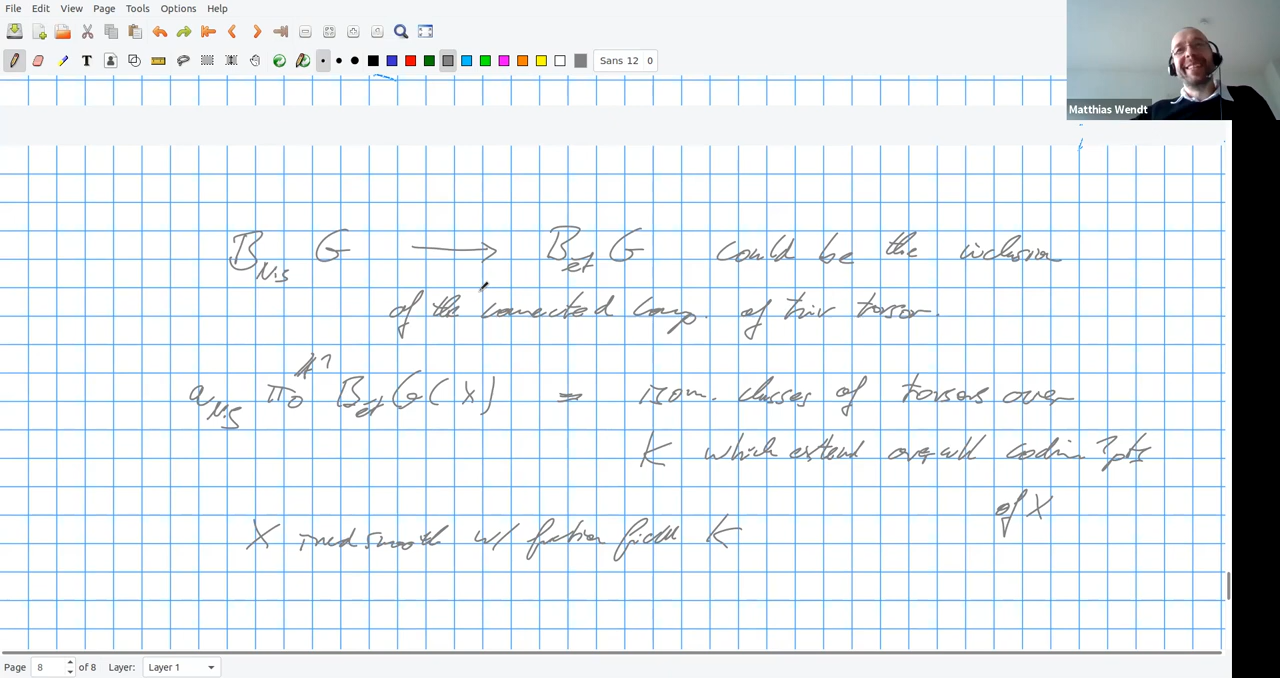 File Edit View Page Tools Options Help
Sans 12 0
Matthias Wendt
B_Nis G → B_et G could be the inclusion
of the connected comp. of triv torsor.
a_Nis π_0^A1 B_et G(X) = isom. classes of torsors over
K which extend over all codim 1 pts
of X
X irred smooth w/ fraction field K
Page 8 of 8 Layer: Layer 1